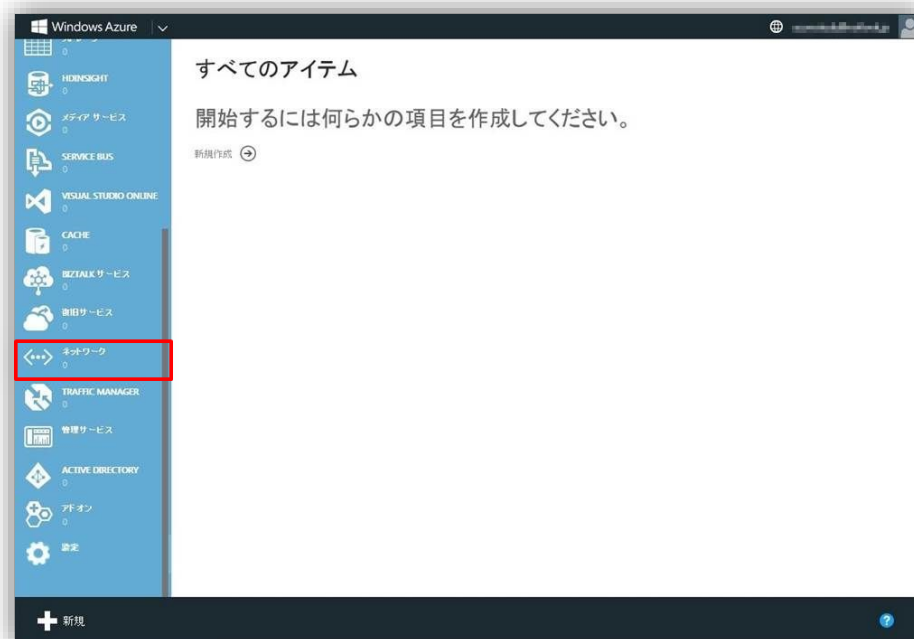 Windows Azure
0
HDINSIGHT
0
メディア サービス
0
SERVICE BUS
0
VISUAL STUDIO ONLINE
0
CACHE
0
BIZTALK サービス
0
復旧サービス
0
ネットワーク
0
TRAFFIC MANAGER
0
管理サービス
0
ACTIVE DIRECTORY
0
アドオン
0
設定
すべてのアイテム
開始するには何らかの項目を作成してください。
新規作成
新規
?